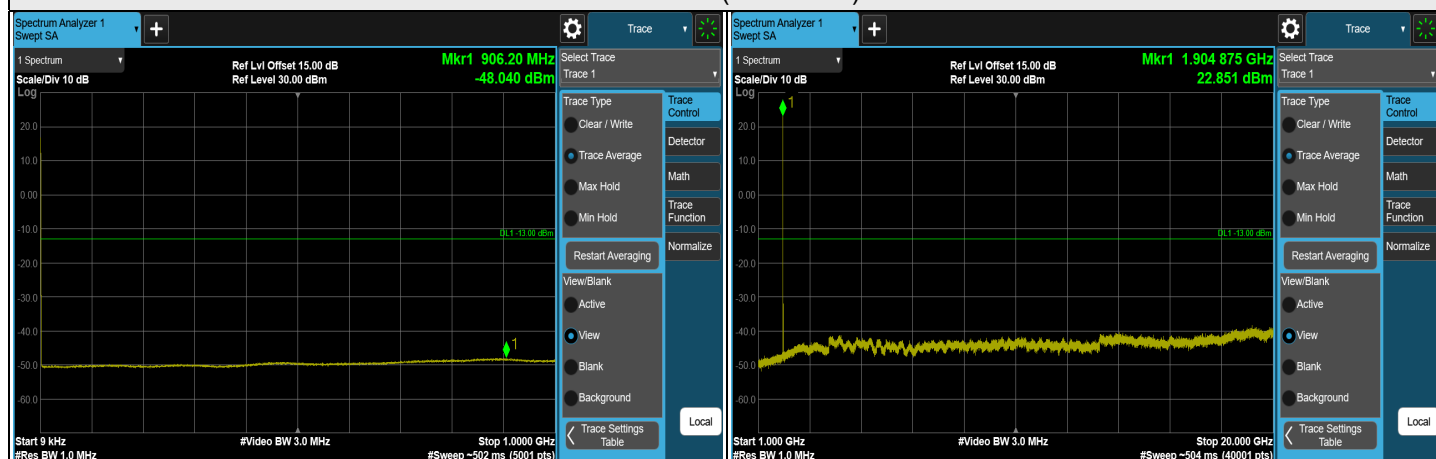 Spectrum Analyzer 1
Swept SA
+
Trace
1 Spectrum
Scale/Div 10 dB
Ref Lvl Offset 15.00 dB
Ref Level 30.00 dBm
Mkr1 906.20 MHz
-48.040 dBm
Log
20.0
10.0
0.00
-10.0
-20.0
-30.0
-40.0
-50.0
-60.0
DL1 -13.00 dBm
1
Start 9 kHz
#Res BW 1.0 MHz
#Video BW 3.0 MHz
Stop 1.0000 GHz
#Sweep ~502 ms (5001 pts)
Select Trace
Trace 1
Trace Type
Clear / Write
Trace Average
Max Hold
Min Hold
Restart Averaging
View/Blank
Active
View
Blank
Background
Trace Settings
Table
Trace
Control
Detector
Math
Trace
Function
Normalize
Local
Spectrum Analyzer 1
Swept SA
+
Trace
1 Spectrum
Scale/Div 10 dB
Ref Lvl Offset 15.00 dB
Ref Level 30.00 dBm
Mkr1 1.904 875 GHz
22.851 dBm
Log
1
20.0
10.0
0.00
-10.0
-20.0
-30.0
-40.0
-50.0
-60.0
DL1 -13.00 dBm
Start 1.000 GHz
#Res BW 1.0 MHz
#Video BW 3.0 MHz
Stop 20.000 GHz
#Sweep ~504 ms (40001 pts)
Select Trace
Trace 1
Trace Type
Clear / Write
Trace Average
Max Hold
Min Hold
Restart Averaging
View/Blank
Active
View
Blank
Background
Trace Settings
Table
Trace
Control
Detector
Math
Trace
Function
Normalize
Local